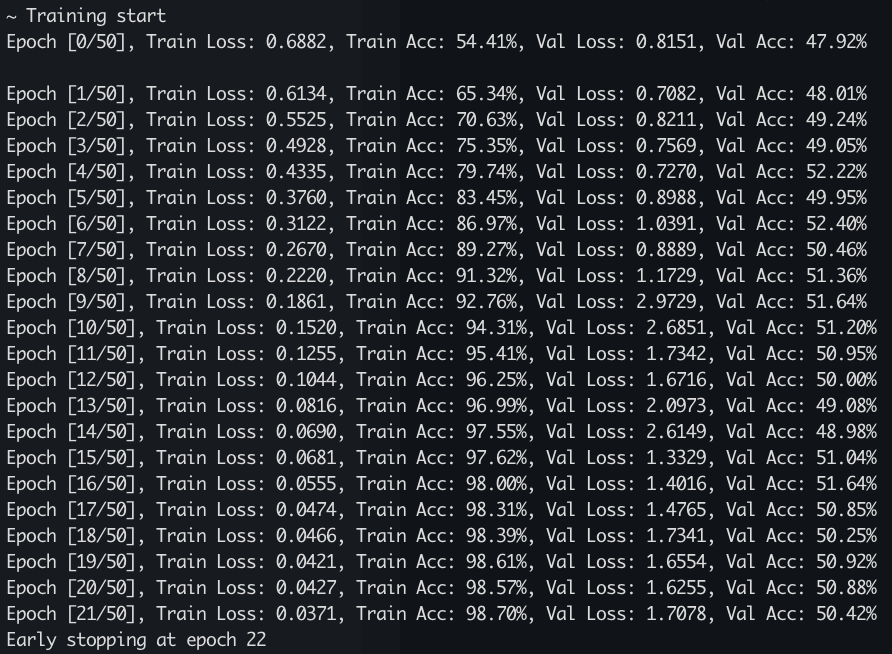 ~ Training start
Epoch [0/50], Train Loss: 0.6882, Train Acc: 54.41%, Val Loss: 0.8151, Val Acc: 47.92%
Epoch [1/50], Train Loss: 0.6134, Train Acc: 65.34%, Val Loss: 0.7082, Val Acc: 48.01%
Epoch [2/50], Train Loss: 0.5525, Train Acc: 70.63%, Val Loss: 0.8211, Val Acc: 49.24%
Epoch [3/50], Train Loss: 0.4928, Train Acc: 75.35%, Val Loss: 0.7569, Val Acc: 49.05%
Epoch [4/50], Train Loss: 0.4335, Train Acc: 79.74%, Val Loss: 0.7270, Val Acc: 52.22%
Epoch [5/50], Train Loss: 0.3760, Train Acc: 83.45%, Val Loss: 0.8988, Val Acc: 49.95%
Epoch [6/50], Train Loss: 0.3122, Train Acc: 86.97%, Val Loss: 1.0391, Val Acc: 52.40%
Epoch [7/50], Train Loss: 0.2670, Train Acc: 89.27%, Val Loss: 0.8889, Val Acc: 50.46%
Epoch [8/50], Train Loss: 0.2220, Train Acc: 91.32%, Val Loss: 1.1729, Val Acc: 51.36%
Epoch [9/50], Train Loss: 0.1861, Train Acc: 92.76%, Val Loss: 2.9729, Val Acc: 51.64%
Epoch [10/50], Train Loss: 0.1520, Train Acc: 94.31%, Val Loss: 2.6851, Val Acc: 51.20%
Epoch [11/50], Train Loss: 0.1255, Train Acc: 95.41%, Val Loss: 1.7342, Val Acc: 50.95%
Epoch [12/50], Train Loss: 0.1044, Train Acc: 96.25%, Val Loss: 1.6716, Val Acc: 50.00%
Epoch [13/50], Train Loss: 0.0816, Train Acc: 96.99%, Val Loss: 2.0973, Val Acc: 49.08%
Epoch [14/50], Train Loss: 0.0690, Train Acc: 97.55%, Val Loss: 2.6149, Val Acc: 48.98%
Epoch [15/50], Train Loss: 0.0681, Train Acc: 97.62%, Val Loss: 1.3329, Val Acc: 51.04%
Epoch [16/50], Train Loss: 0.0555, Train Acc: 98.00%, Val Loss: 1.4016, Val Acc: 51.64%
Epoch [17/50], Train Loss: 0.0474, Train Acc: 98.31%, Val Loss: 1.4765, Val Acc: 50.85%
Epoch [18/50], Train Loss: 0.0466, Train Acc: 98.39%, Val Loss: 1.7341, Val Acc: 50.25%
Epoch [19/50], Train Loss: 0.0421, Train Acc: 98.61%, Val Loss: 1.6554, Val Acc: 50.92%
Epoch [20/50], Train Loss: 0.0427, Train Acc: 98.57%, Val Loss: 1.6255, Val Acc: 50.88%
Epoch [21/50], Train Loss: 0.0371, Train Acc: 98.70%, Val Loss: 1.7078, Val Acc: 50.42%
Early stopping at epoch 22